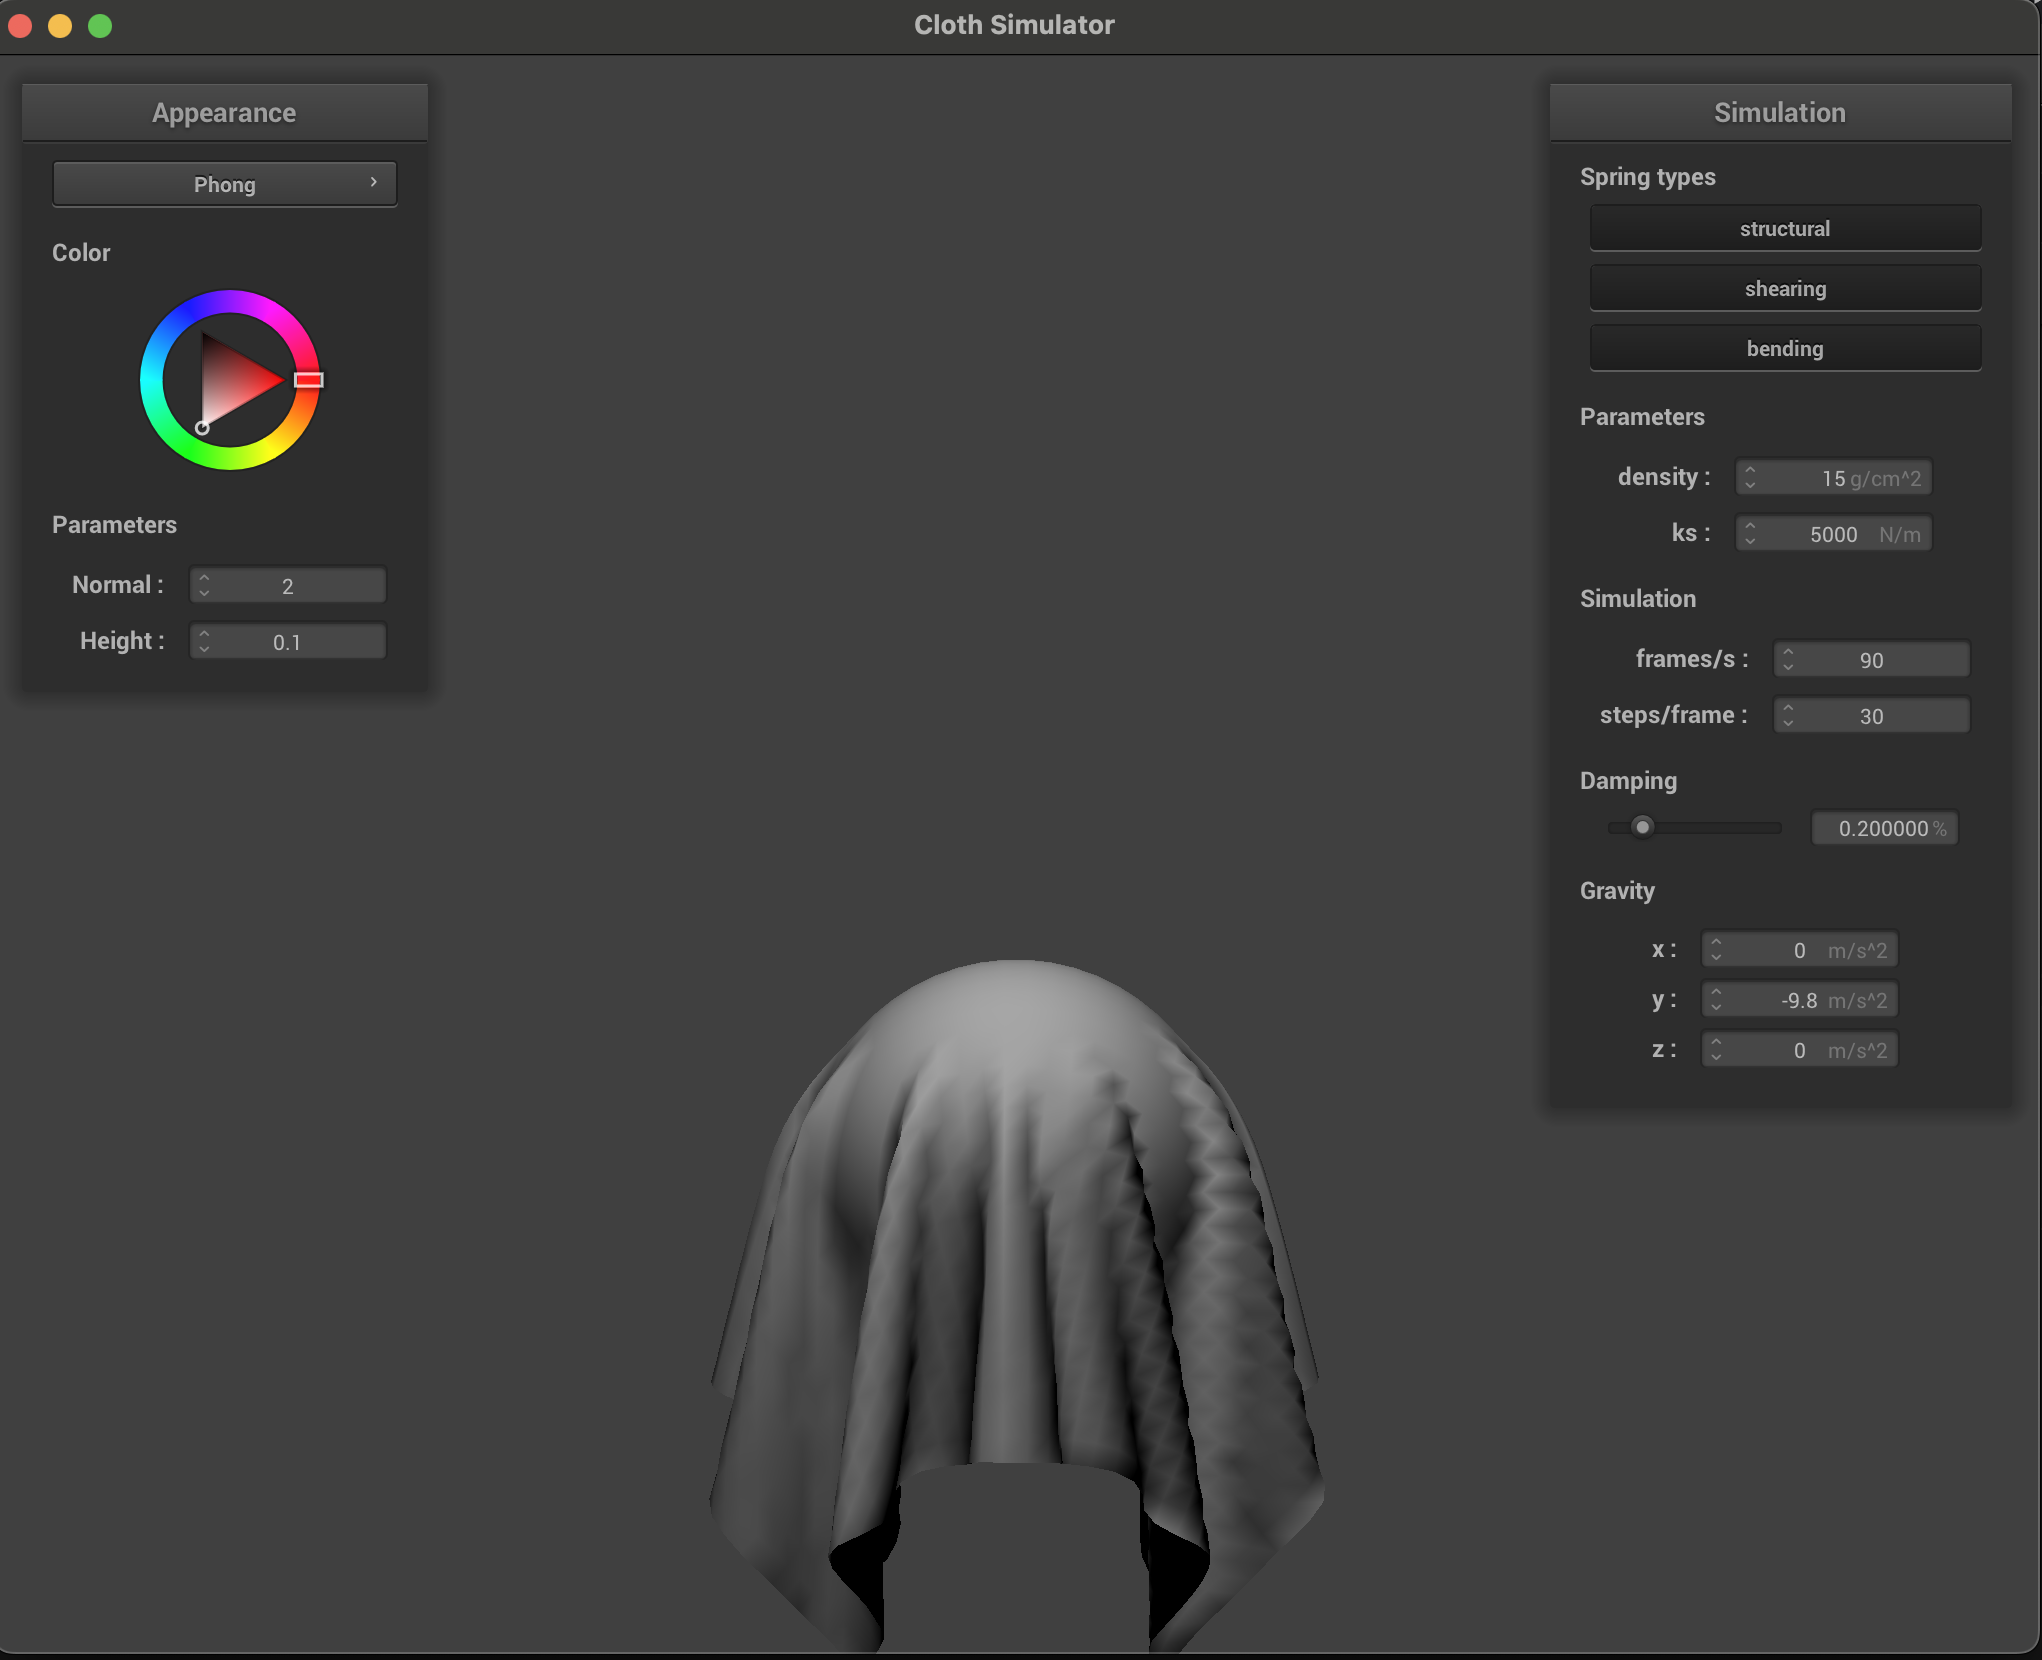 Cloth Simulator
Appearance
Phong
Color
Parameters
Normal : 2
Height : 0.1
Simulation
Spring types
structural
shearing
bending
Parameters
density : 15 g/cm^2
ks : 5000 N/m
Simulation
frames/s : 90
steps/frame : 30
Damping
0.200000 %
Gravity
x : 0 m/s^2
y : -9.8 m/s^2
z : 0 m/s^2